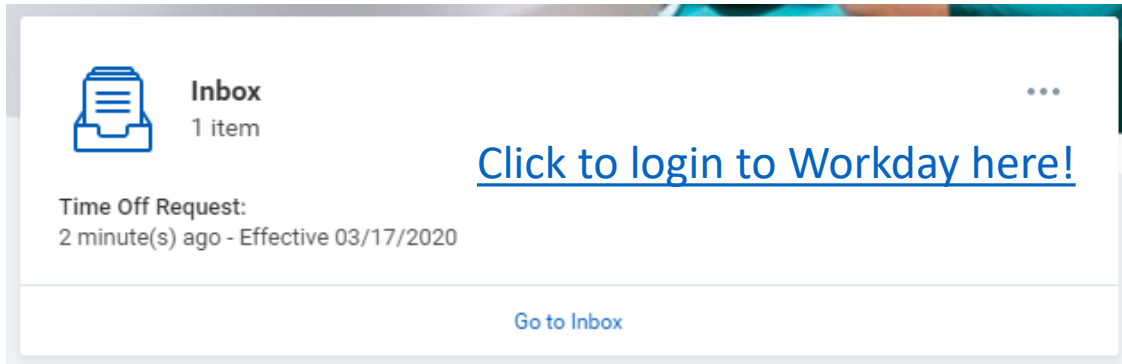 Inbox
1 item
Click to login to Workday here!
Time Off Request:
2 minute(s) ago - Effective 03/17/2020
Go to Inbox